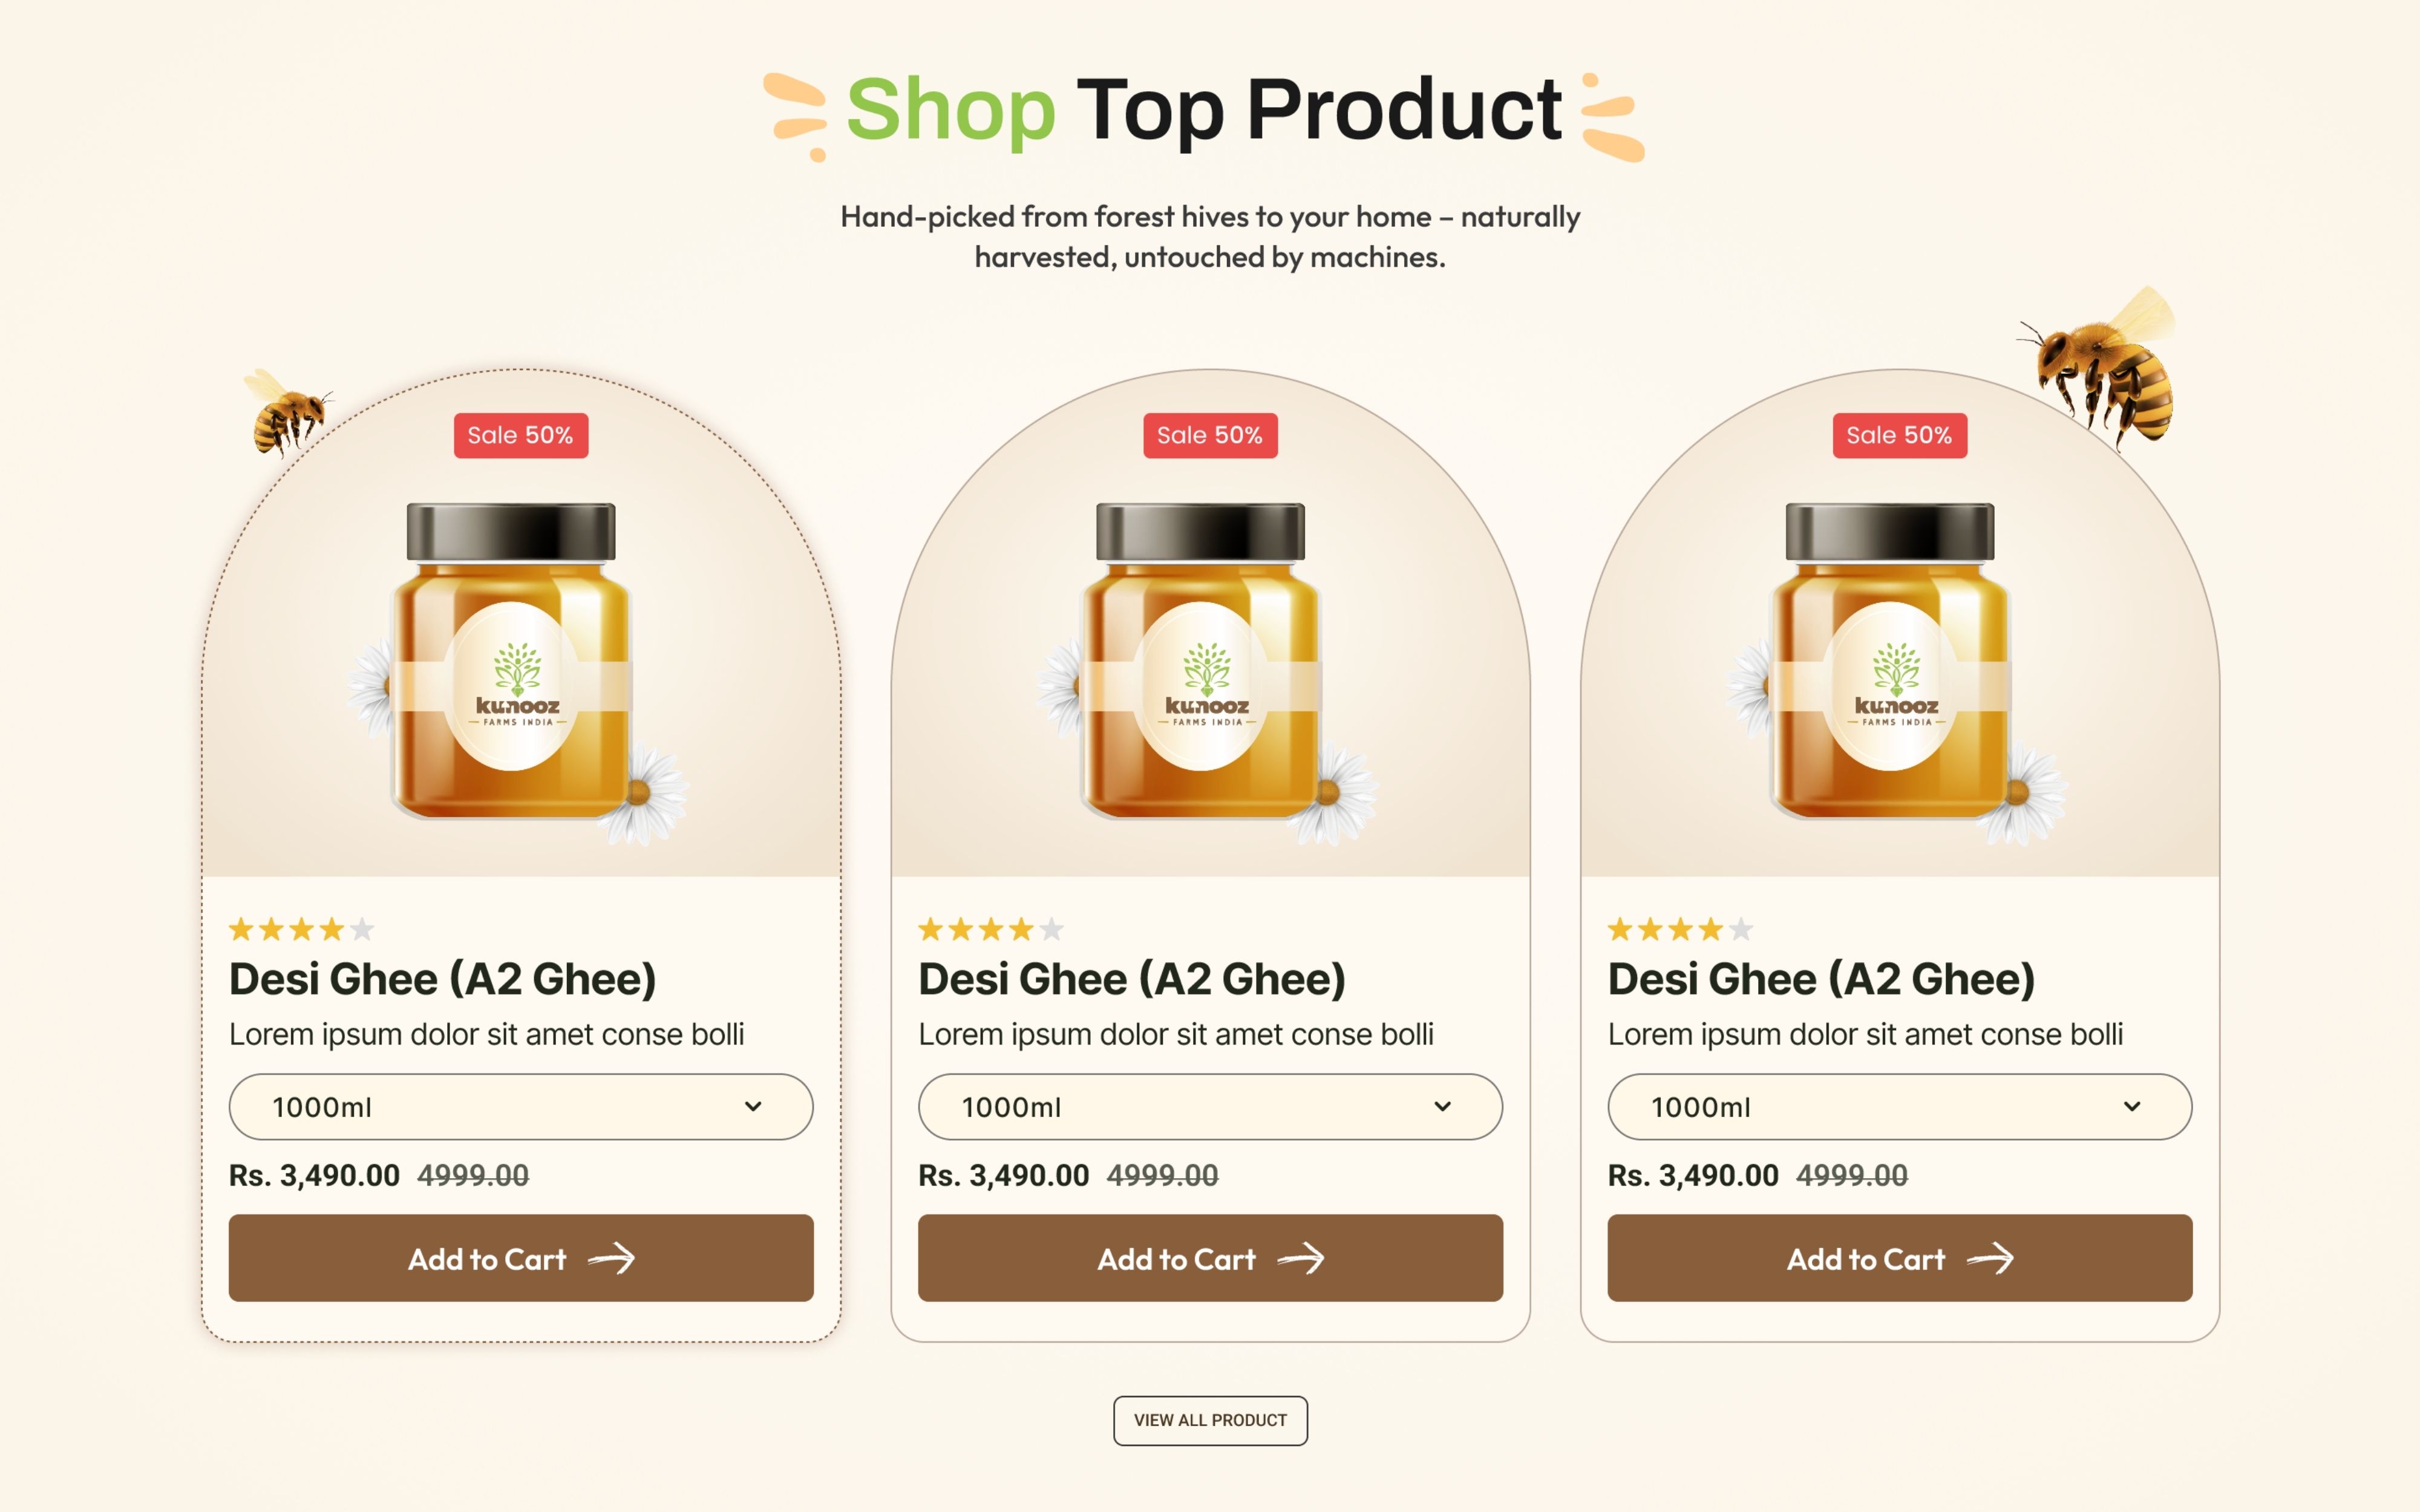 Shop Top Product
Hand-picked from forest hives to your home – naturally
harvested, untouched by machines.
Sale 50%
kunooz
FARMS INDIA
Desi Ghee (A2 Ghee)
Lorem ipsum dolor sit amet conse bolli
1000ml
Rs. 3,490.00 4999.00
Add to Cart
Sale 50%
kunooz
FARMS INDIA
Desi Ghee (A2 Ghee)
Lorem ipsum dolor sit amet conse bolli
1000ml
Rs. 3,490.00 4999.00
Add to Cart
Sale 50%
kunooz
FARMS INDIA
Desi Ghee (A2 Ghee)
Lorem ipsum dolor sit amet conse bolli
1000ml
Rs. 3,490.00 4999.00
Add to Cart
VIEW ALL PRODUCT